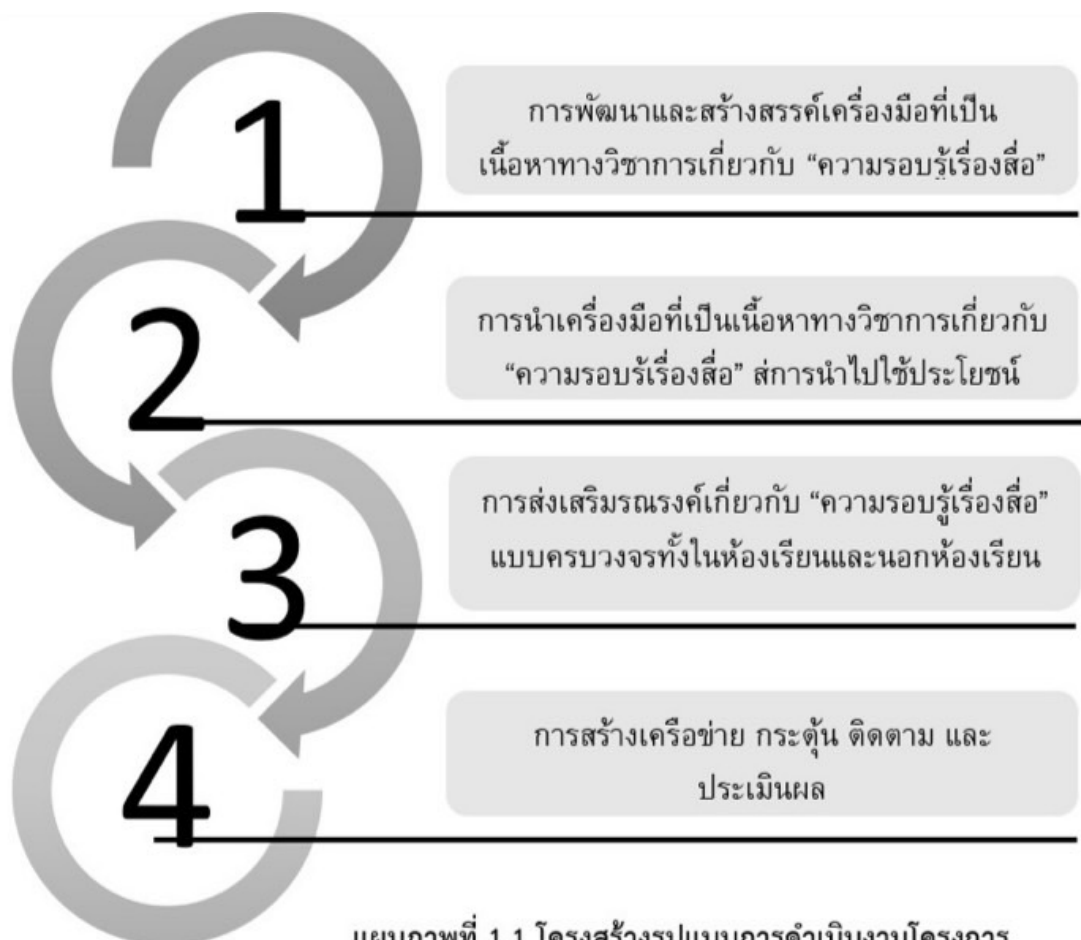 1
การพัฒนาและสร้างสรรค์เครื่องมือที่เป็น
เนื้อหาทางวิชาการเกี่ยวกับ “ความรอบรู้เรื่องสื่อ”
2
การนำเครื่องมือที่เป็นเนื้อหาทางวิชาการเกี่ยวกับ
“ความรอบรู้เรื่องสื่อ” สู่การนำไปใช้ประโยชน์
3
การส่งเสริมรณรงค์เกี่ยวกับ “ความรอบรู้เรื่องสื่อ”
แบบครบวงจรทั้งในห้องเรียนและนอกห้องเรียน
4
การสร้างเครือข่าย กระตุ้น ติดตาม และ
ประเมินผล
แผนภาพที่ 1.1 โครงสร้างรูปแบบการดำเนินงานโครงการ